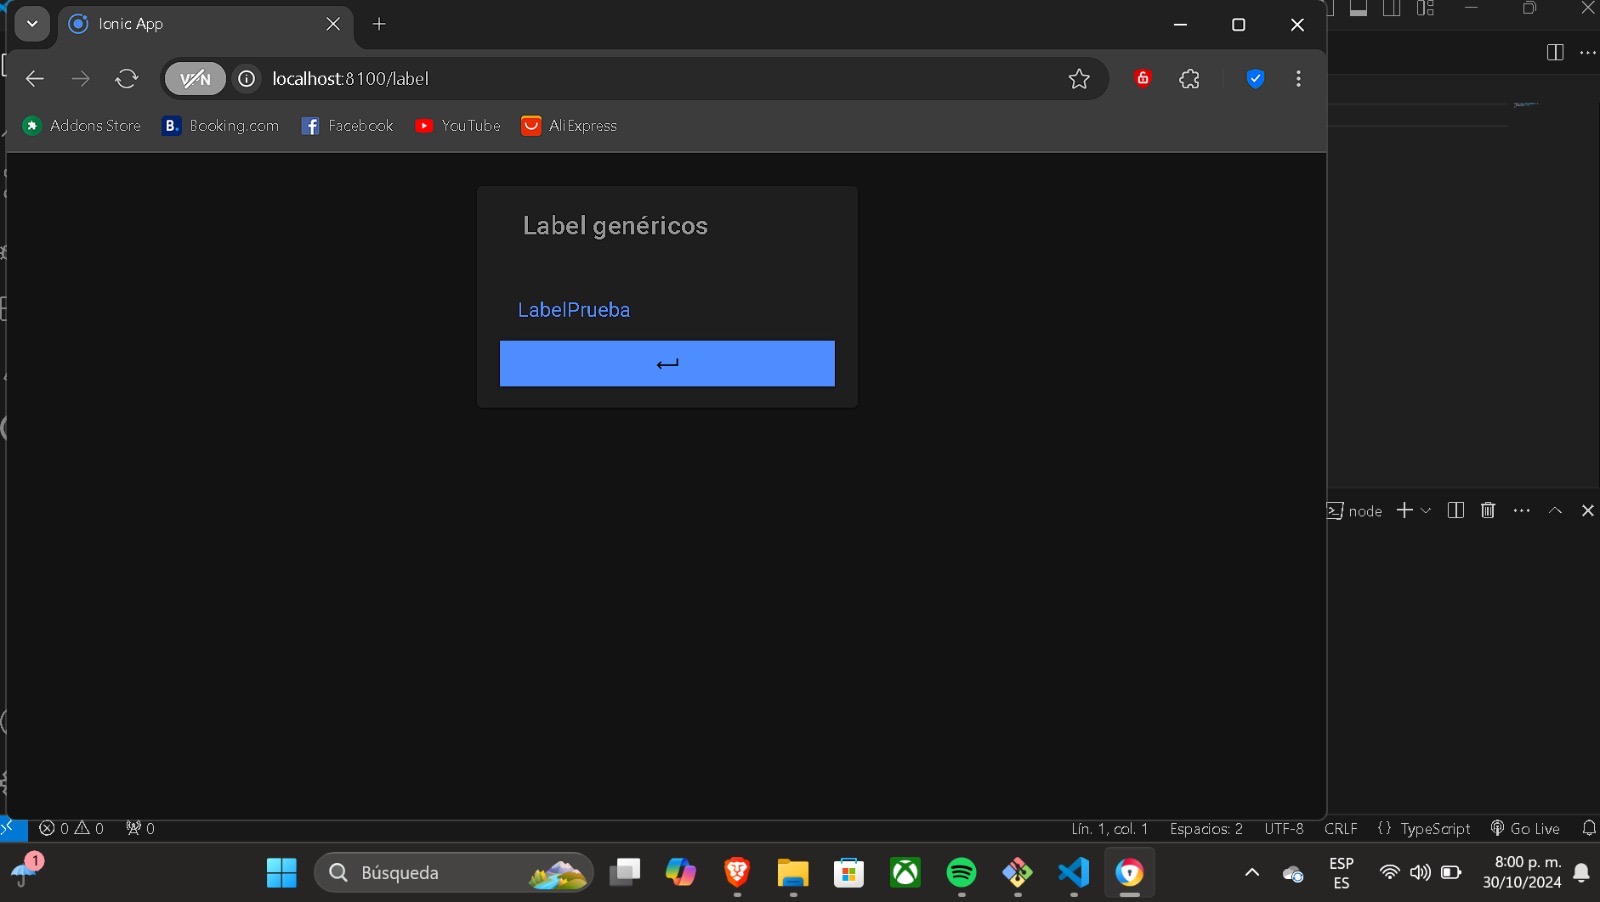 Ionic App
VPN
localhost:8100/label
Addons Store
B. Booking.com
Facebook
YouTube
AliExpress
Label genéricos
LabelPrueba
node
0 0 0
Lín. 1, col. 1
Espacios: 2
UTF-8
CRLF
{} TypeScript
Go Live
1
Búsqueda
ESP
ES
8:00 p. m.
30/10/2024